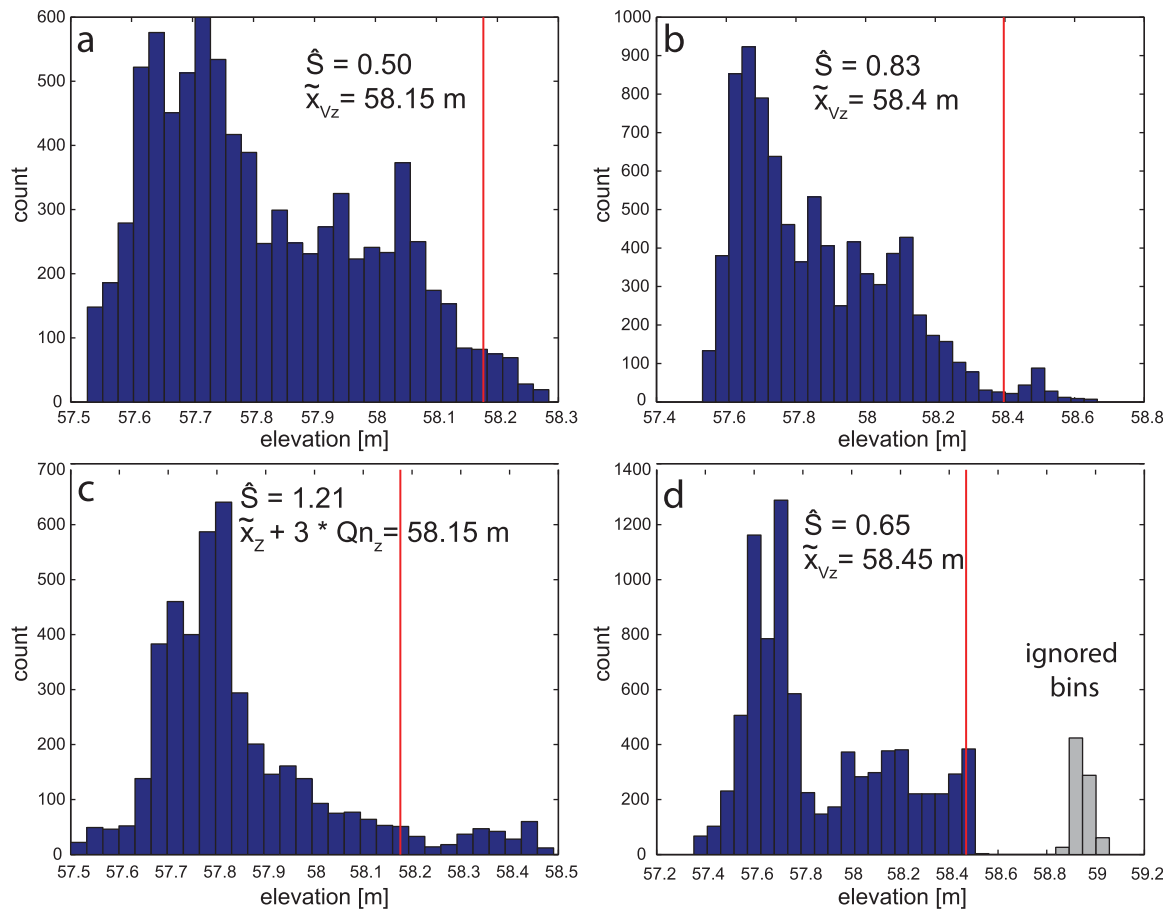 a
Ŝ = 0.50
x̃Vz= 58.15 m
600
500
400
300
200
100
0
count
57.5 57.6 57.7 57.8 57.9 58 58.1 58.2 58.3
elevation [m]
b
Ŝ = 0.83
x̃Vz= 58.4 m
1000
900
800
700
600
500
400
300
200
100
0
count
57.4 57.6 57.8 58 58.2 58.4 58.6 58.8
elevation [m]
c
Ŝ = 1.21
x̃Z + 3 * Qnz= 58.15 m
700
600
500
400
300
200
100
0
count
57.5 57.6 57.7 57.8 57.9 58 58.1 58.2 58.3 58.4 58.5
elevation [m]
d
Ŝ = 0.65
x̃Vz= 58.45 m
ignored
bins
1400
1200
1000
800
600
400
200
0
count
57.2 57.4 57.6 57.8 58 58.2 58.4 58.6 58.8 59 59.2
elevation [m]